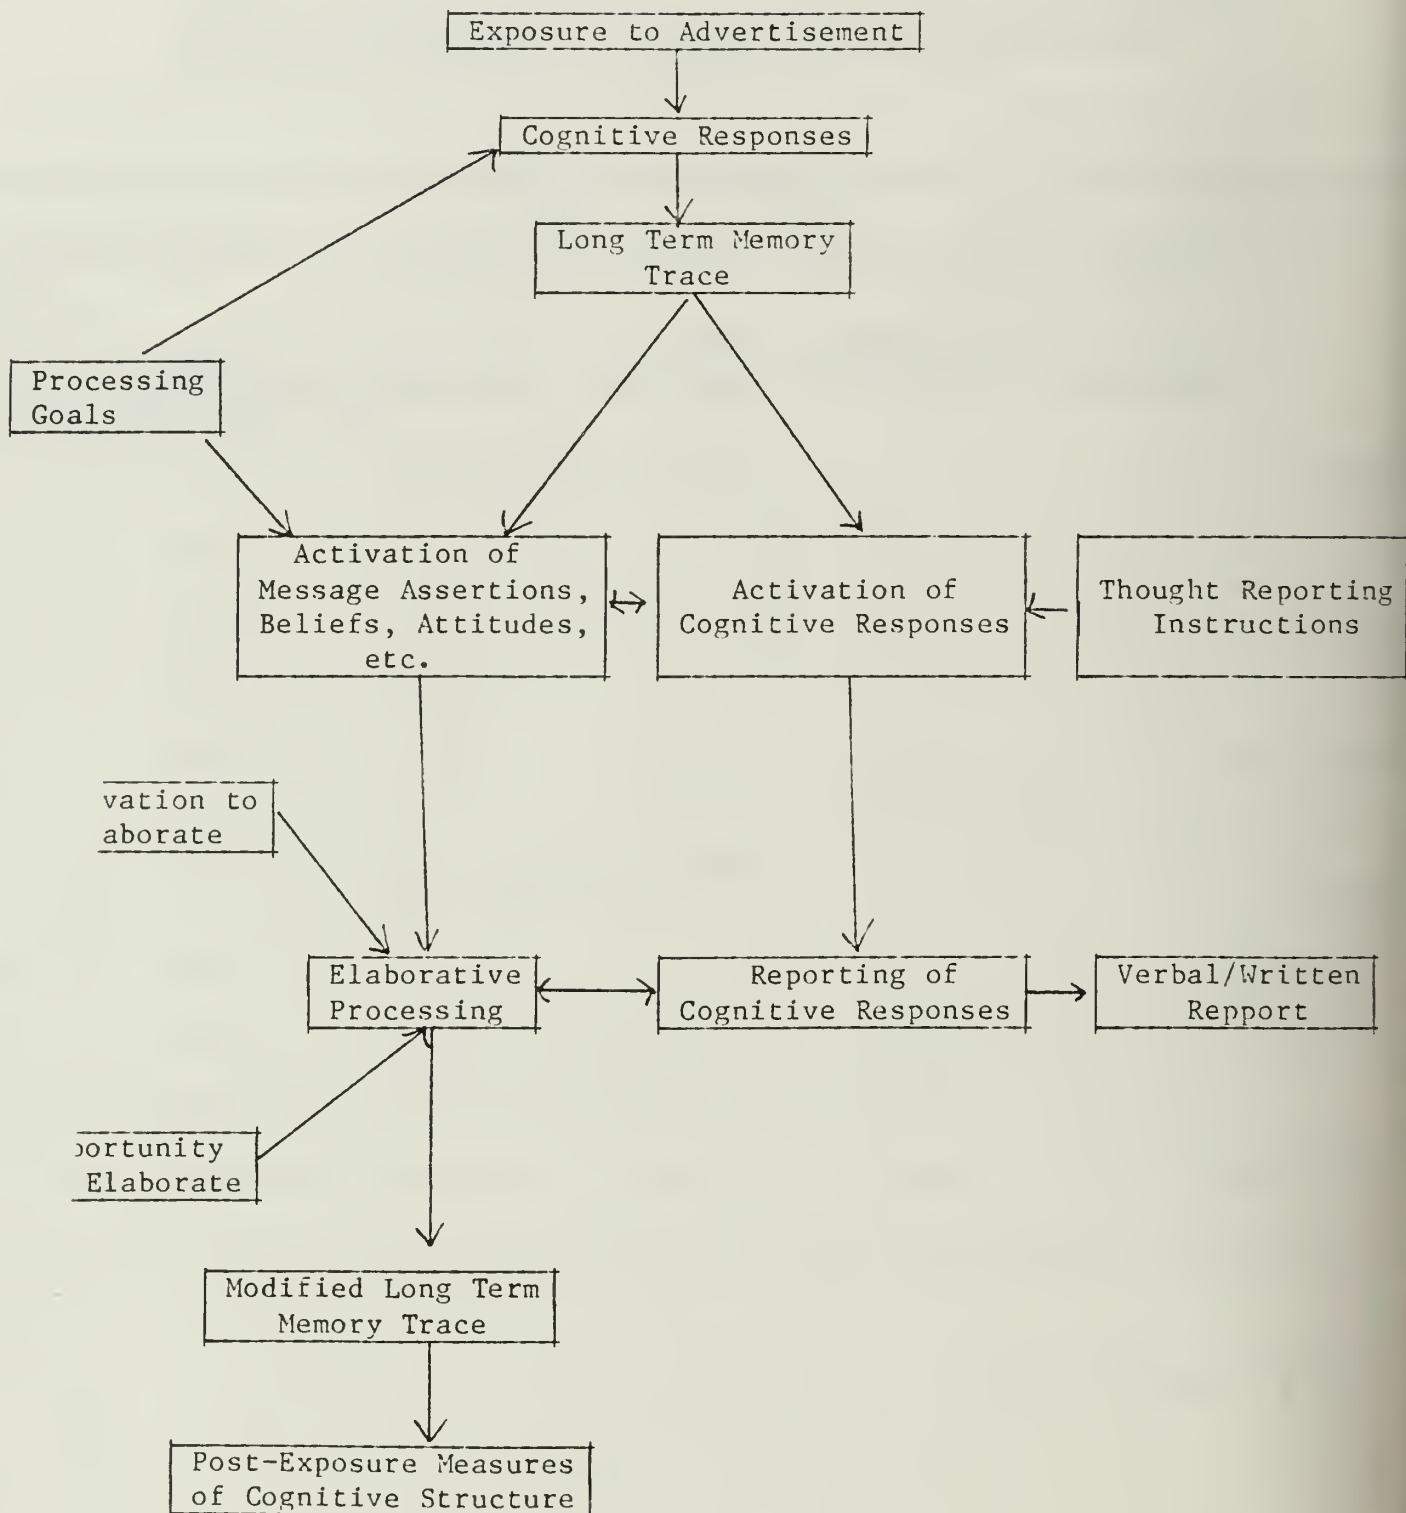 Exposure to Advertisement
Cognitive Responses
Long Term Memory
Trace
Processing
Goals
Activation of
Message Assertions,
Beliefs, Attitudes,
etc.
Activation of
Cognitive Responses
Thought Reporting
Instructions
vation to
aborate
Elaborative
Processing
Reporting of
Cognitive Responses
Verbal/Written
Repport
portunity
Elaborate
Modified Long Term
Memory Trace
Post-Exposure Measures
of Cognitive Structure